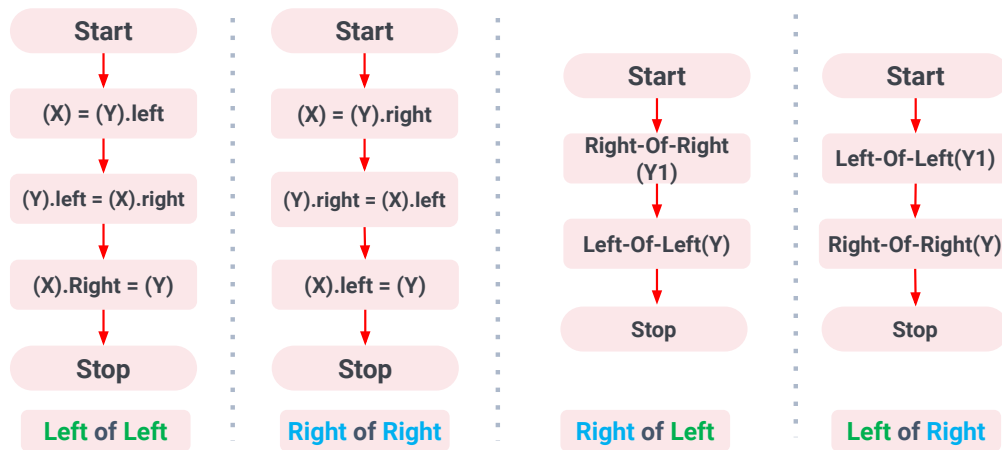 Start
(X) = (Y).left
(Y).left = (X).right
(X).Right = (Y)
Stop
Left of Left
Start
(X) = (Y).right
(Y).right = (X).left
(X).left = (Y)
Stop
Right of Right
Start
Right-Of-Right
(Y1)
Left-Of-Left(Y)
Stop
Right of Left
Start
Left-Of-Left(Y1)
Right-Of-Right(Y)
Stop
Left of Right